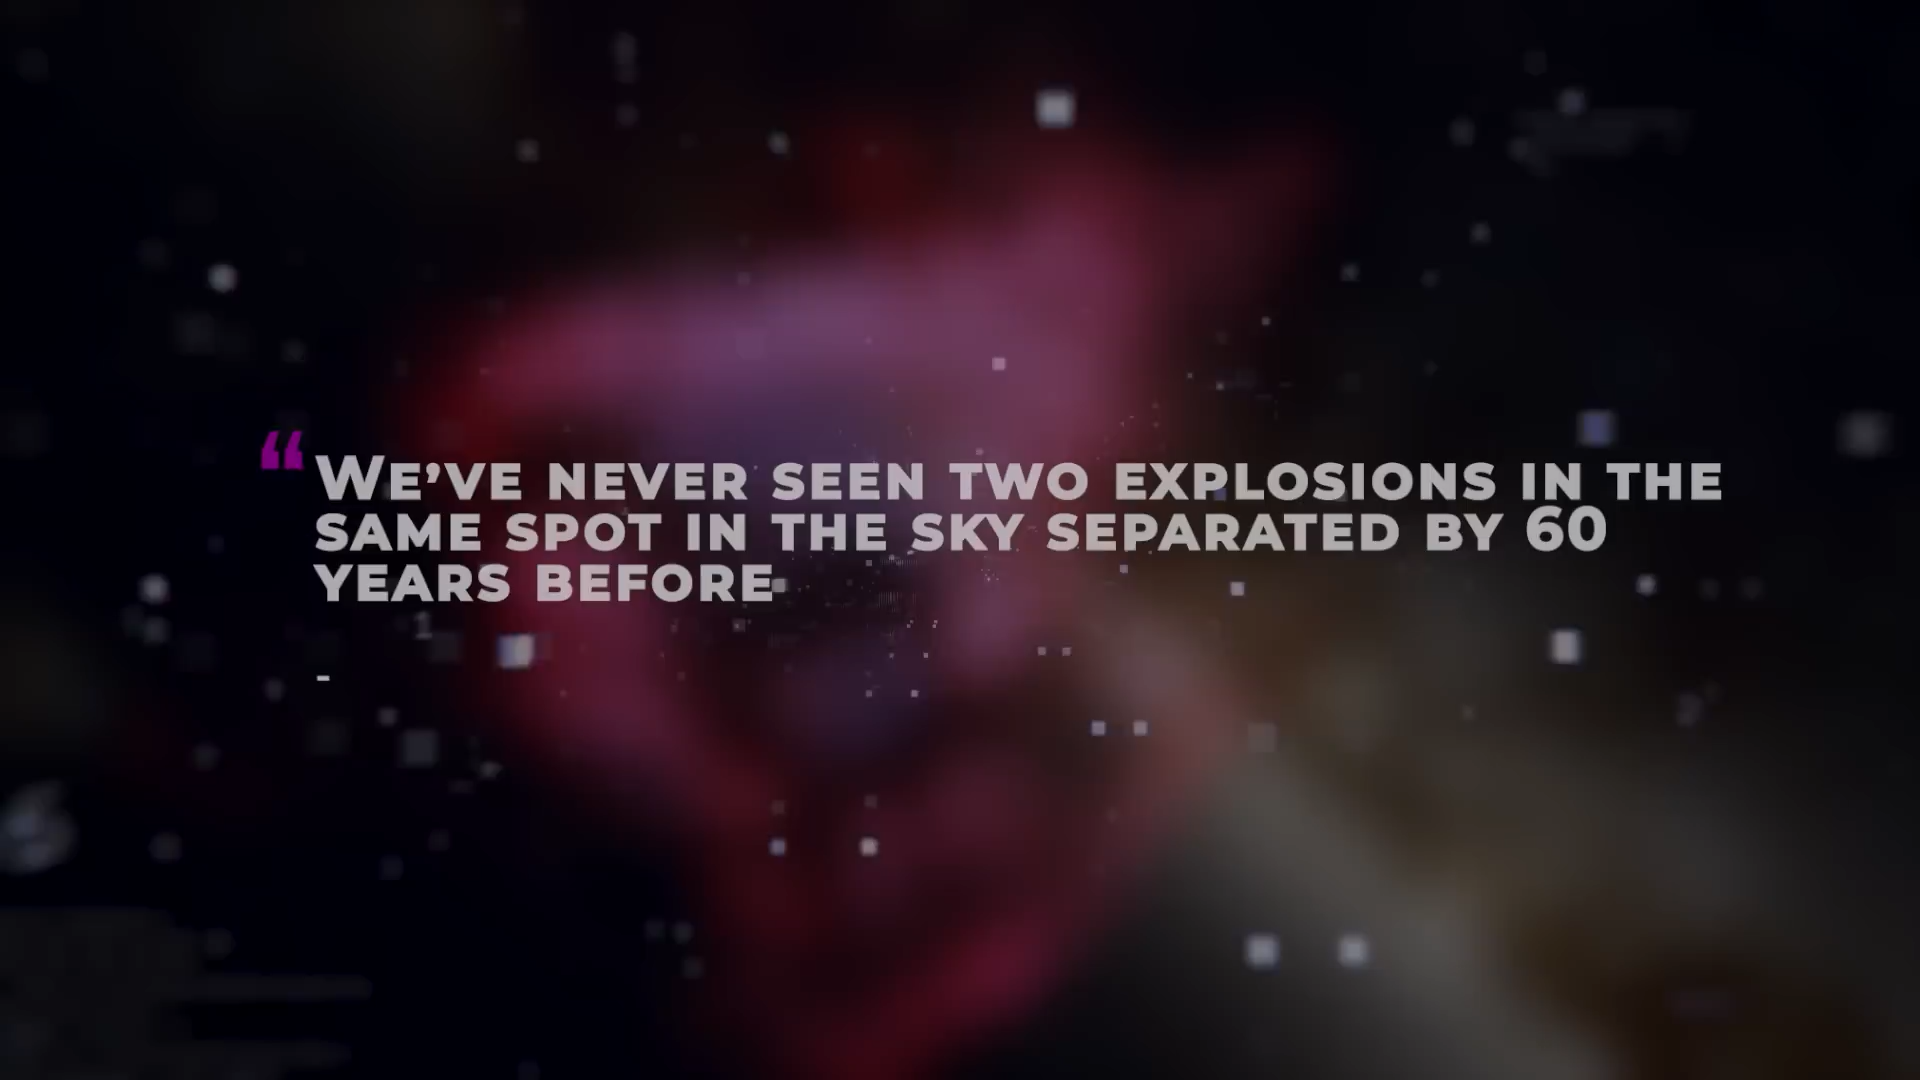 “WE’VE NEVER SEEN TWO EXPLOSIONS IN THE
SAME SPOT IN THE SKY SEPARATED BY 60
YEARS BEFORE
-